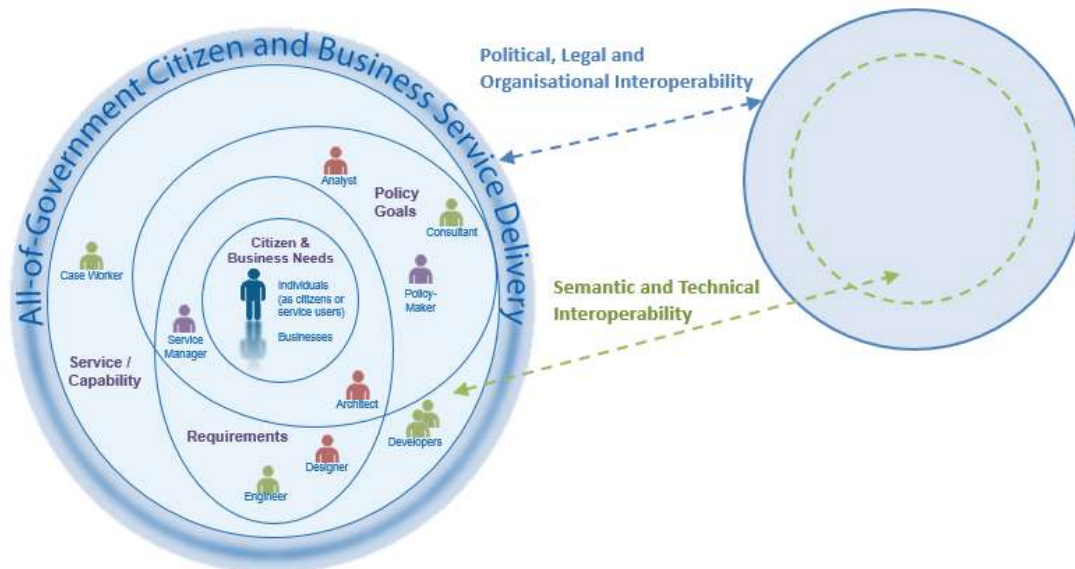 All-of-Government Citizen and Business Service Delivery
Political, Legal and
Organisational Interoperability
Analyst
Policy
Goals
Consultant
Citizen &
Business Needs
Case Worker
Individuals
(as citizens or
service users)
Policy-
Maker
Semantic and Technical
Interoperability
Businesses
Service
Manager
Service /
Capability
Architect
Requirements
Developers
Designer
Engineer